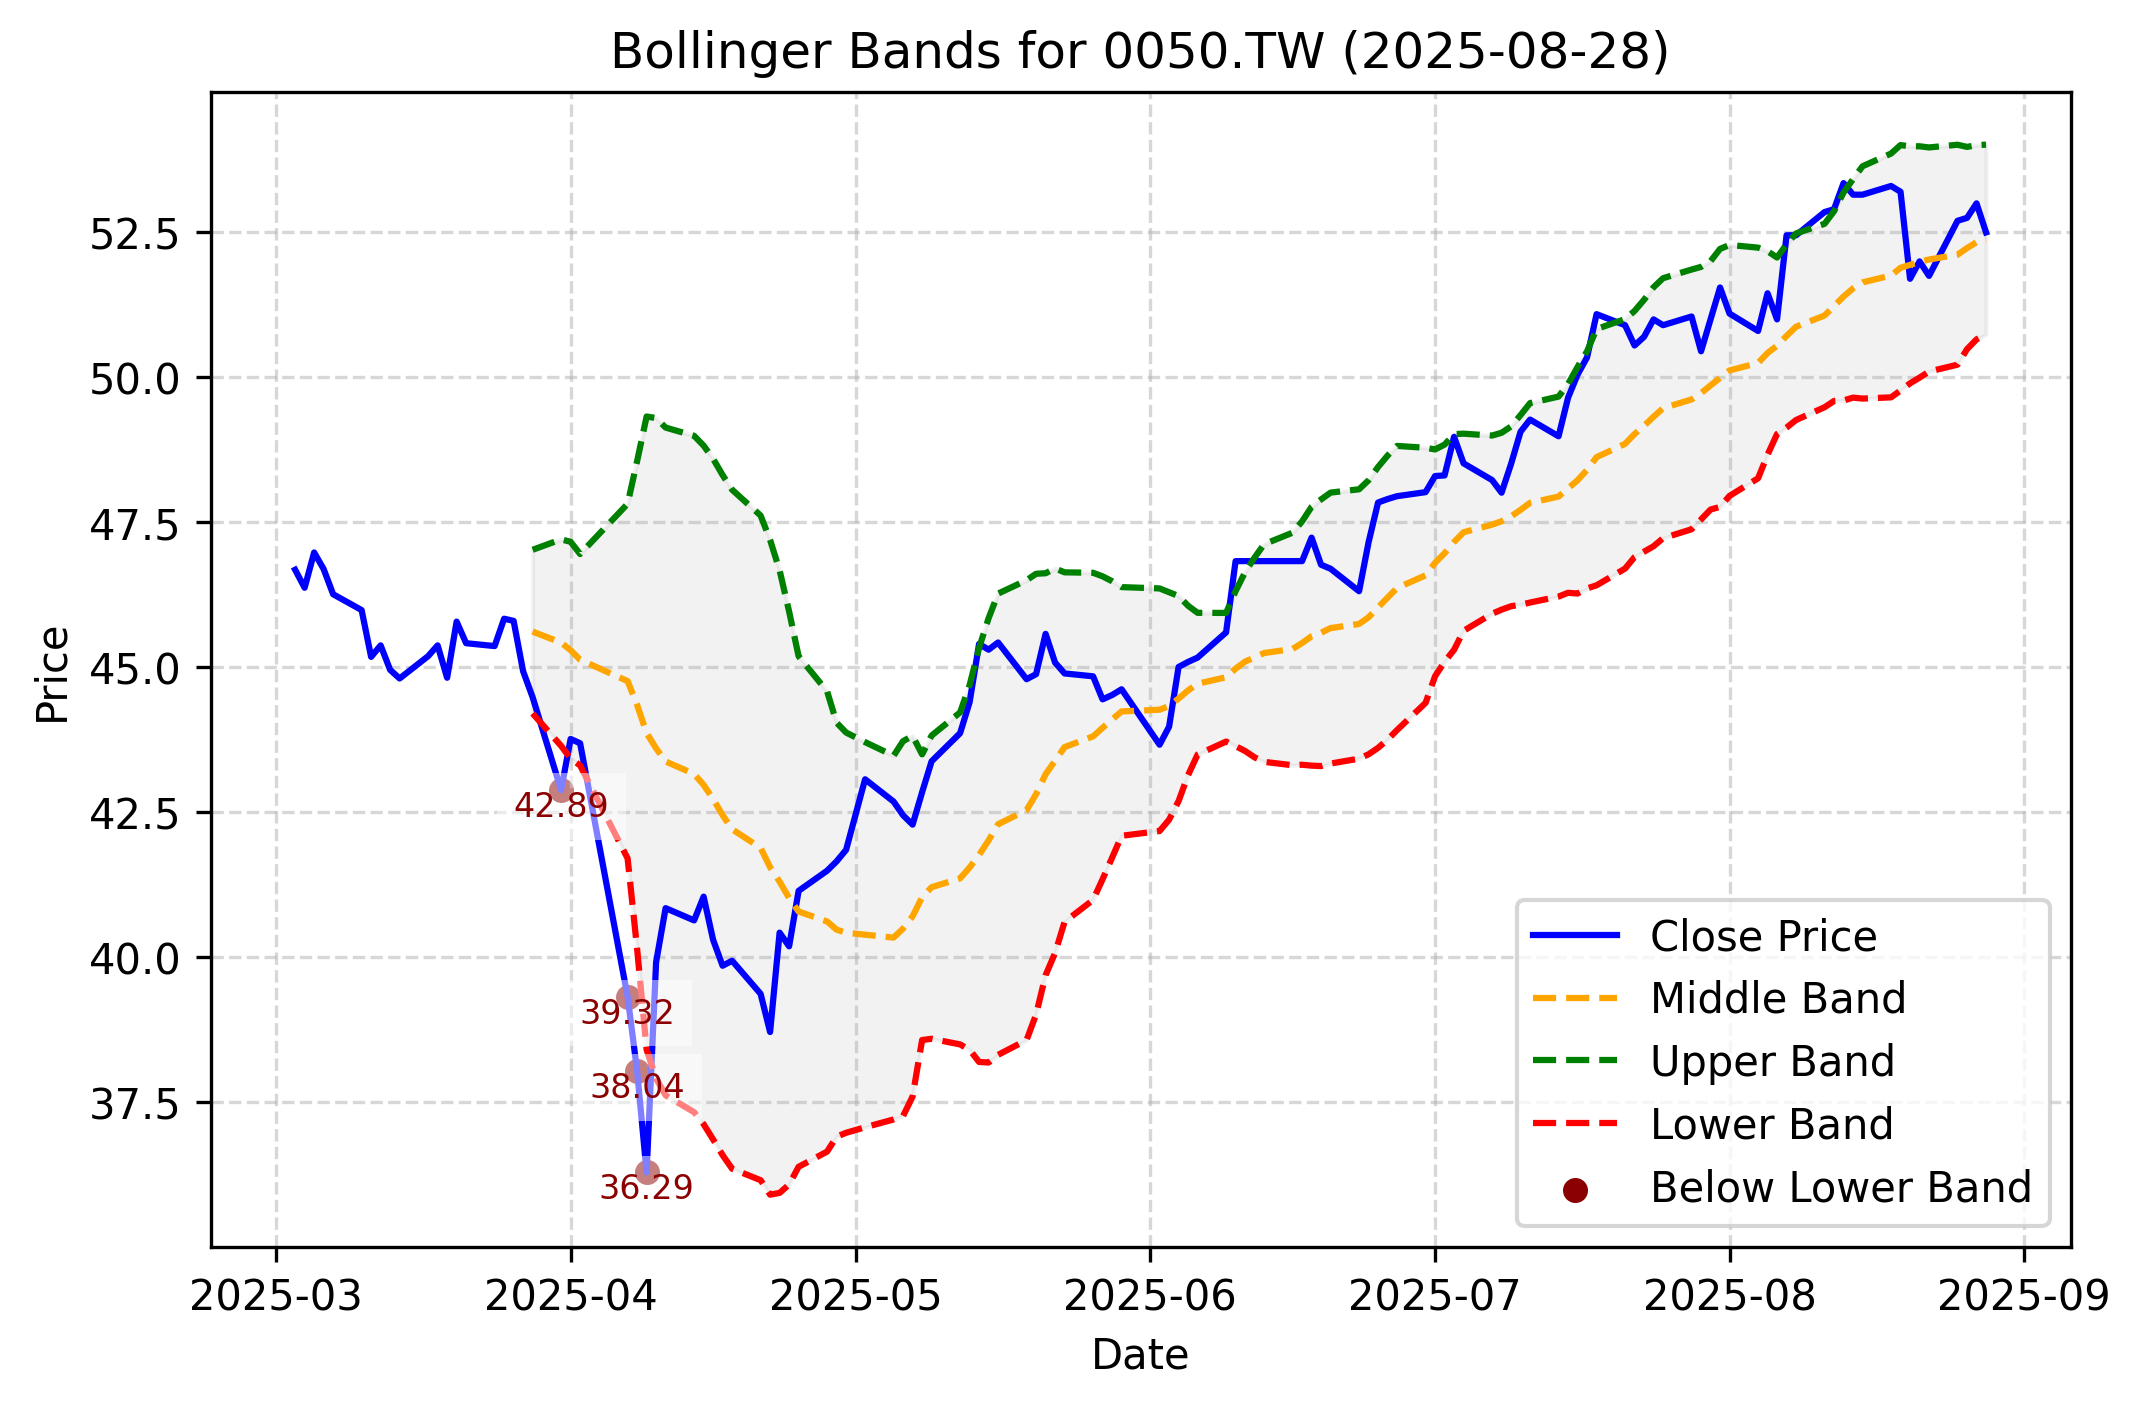 Bollinger Bands for 0050.TW (2025-08-28)
Price
52.5
50.0
47.5
45.0
42.5
40.0
37.5
42.89
39.32
38.04
36.29
Close Price
Middle Band
Upper Band
Lower Band
Below Lower Band
2025-03 2025-04 2025-05 2025-06 2025-07 2025-08 2025-09
Date